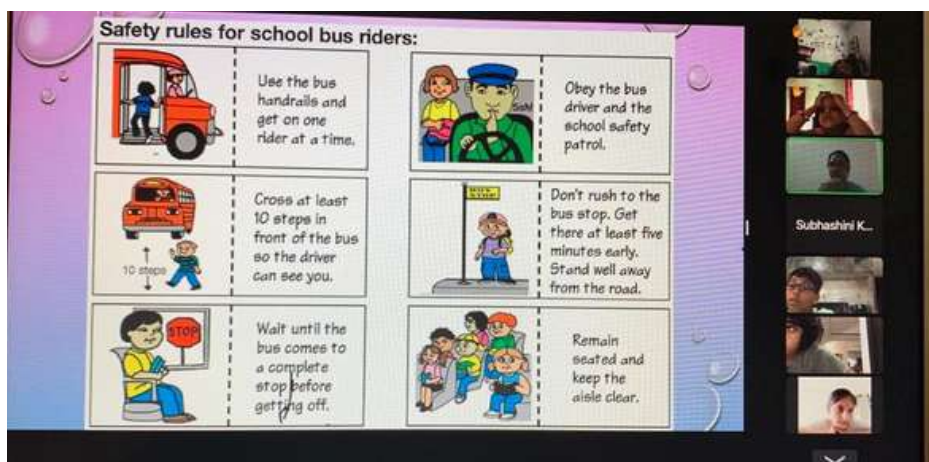 Safety rules for school bus riders:
Use the bus
handrails and
get on one
rider at a time.
Shh!
Obey the bus
driver and the
school safety
patrol.
10 steps
Cross at least
10 steps in
front of the bus
so the driver
can see you.
Don't rush to the
bus stop. Get
there at least five
minutes early.
Stand well away
from the road.
STOP
Wait until the
bus comes to
a complete
stop before
getting off.
Remain
seated and
keep the
aisle clear.
Subhashini K...